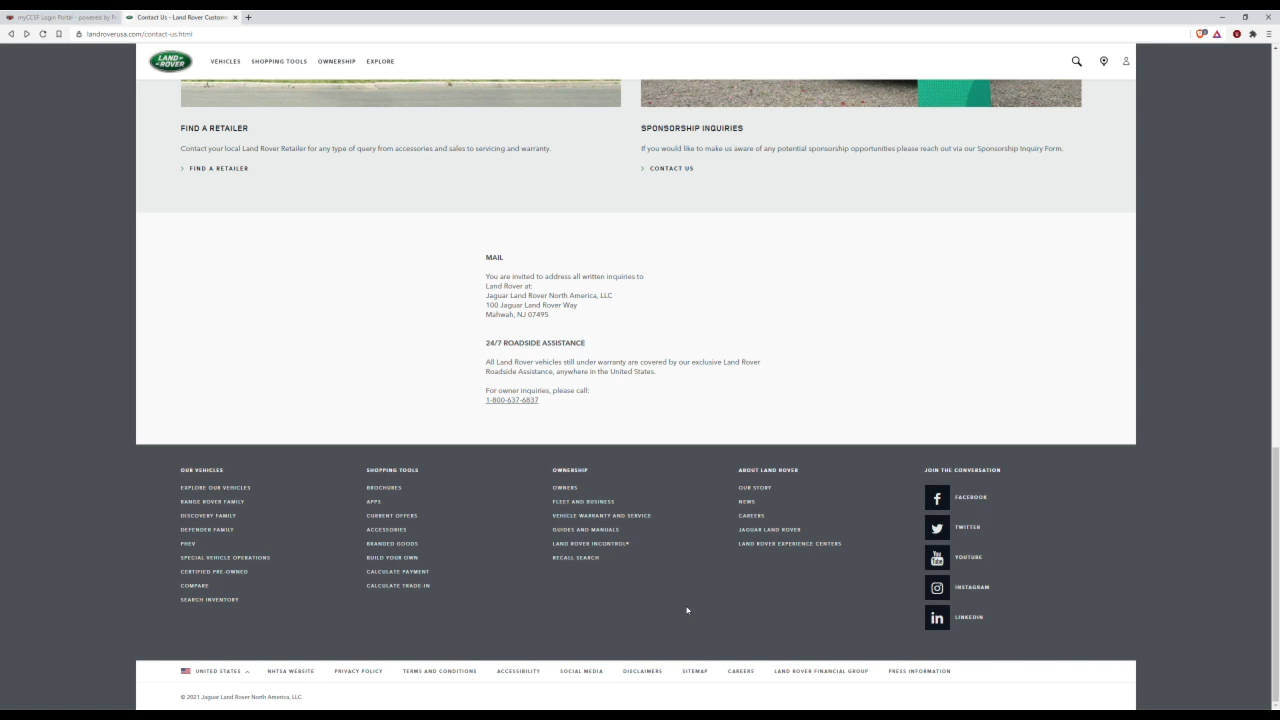 myCCEF Login Portal - powered by
Contact Us - Land Rover Custome
landroverusa.com/contact-us.html
LAND ROVER
VEHICLES SHOPPING TOOLS OWNERSHIP EXPLORE
FIND A RETAILER
Contact your local Land Rover Retailer for any type of query from accessories and sales to servicing and warranty.
> FIND A RETAILER
SPONSORSHIP INQUIRIES
If you would like to make us aware of any potential sponsorship opportunities please reach out via our Sponsorship Inquiry Form.
> CONTACT US
MAIL
You are invited to address all written inquiries to
Land Rover at:
Jaguar Land Rover North America, LLC
100 Jaguar Land Rover Way
Mahwah, NJ 07495
24/7 ROADSIDE ASSISTANCE
All Land Rover vehicles still under warranty are covered by our exclusive Land Rover
Roadside Assistance, anywhere in the United States.
For owner inquiries, please call:
1-800-637-6837
OUR VEHICLES
EXPLORE OUR VEHICLES
RANGE ROVER FAMILY
DISCOVERY FAMILY
DEFENDER FAMILY
PHEV
SPECIAL VEHICLE OPERATIONS
CERTIFIED PRE-OWNED
COMPARE
SEARCH INVENTORY
SHOPPING TOOLS
BROCHURES
APPS
CURRENT OFFERS
ACCESSORIES
BRANDED GOODS
BUILD YOUR OWN
CALCULATE PAYMENT
CALCULATE TRADE-IN
OWNERSHIP
OWNERS
FLEET AND BUSINESS
VEHICLE WARRANTY AND SERVICE
GUIDES AND MANUALS
LAND ROVER INCONTROL®
RECALL SEARCH
ABOUT LAND ROVER
OUR STORY
NEWS
CAREERS
JAGUAR LAND ROVER
LAND ROVER EXPERIENCE CENTERS
JOIN THE CONVERSATION
FACEBOOK
TWITTER
You Tube YOUTUBE
INSTAGRAM
in LINKEDIN
UNITED STATES NHTSA WEBSITE PRIVACY POLICY TERMS AND CONDITIONS ACCESSIBILITY SOCIAL MEDIA DISCLAIMERS SITEMAP CAREERS LAND ROVER FINANCIAL GROUP PRESS INFORMATION
© 2021 Jaguar Land Rover North America, LLC